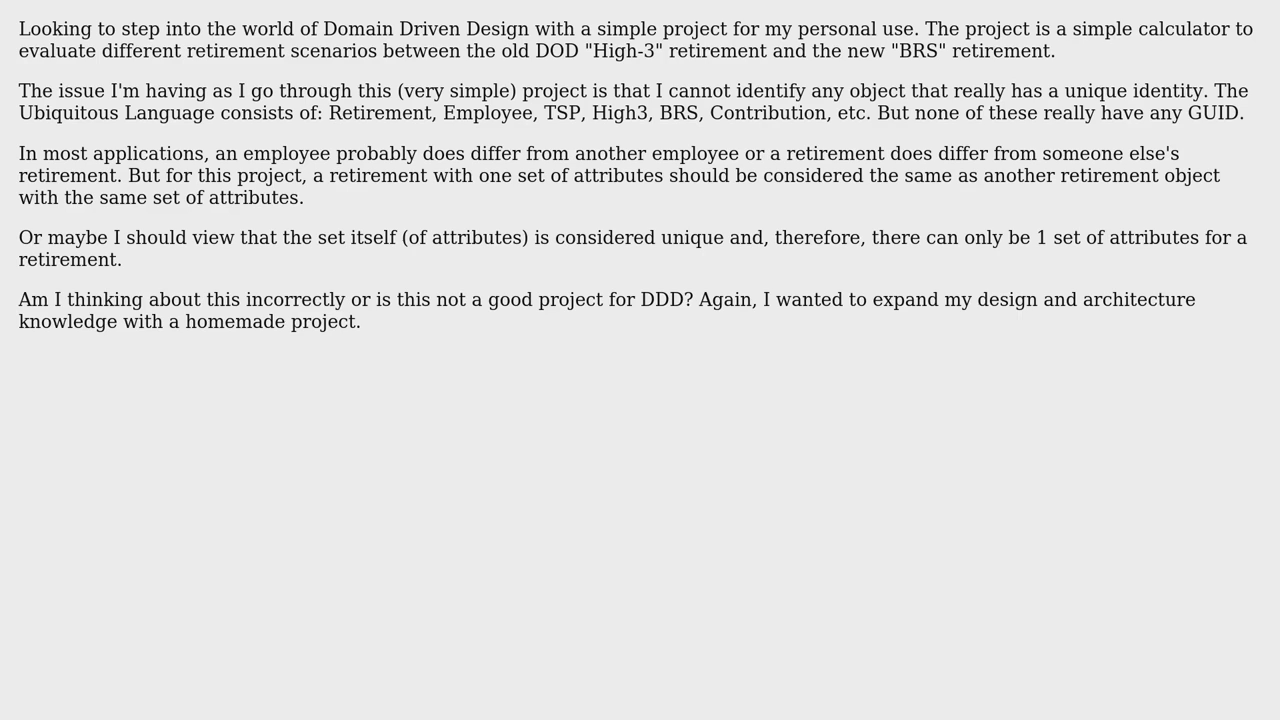 Looking to step into the world of Domain Driven Design with a simple project for my personal use. The project is a simple calculator to
evaluate different retirement scenarios between the old DOD "High-3" retirement and the new "BRS" retirement.
The issue I'm having as I go through this (very simple) project is that I cannot identify any object that really has a unique identity. The
Ubiquitous Language consists of: Retirement, Employee, TSP, High3, BRS, Contribution, etc. But none of these really have any GUID.
In most applications, an employee probably does differ from another employee or a retirement does differ from someone else's
retirement. But for this project, a retirement with one set of attributes should be considered the same as another retirement object
with the same set of attributes.
Or maybe I should view that the set itself (of attributes) is considered unique and, therefore, there can only be 1 set of attributes for a
retirement.
Am I thinking about this incorrectly or is this not a good project for DDD? Again, I wanted to expand my design and architecture
knowledge with a homemade project.